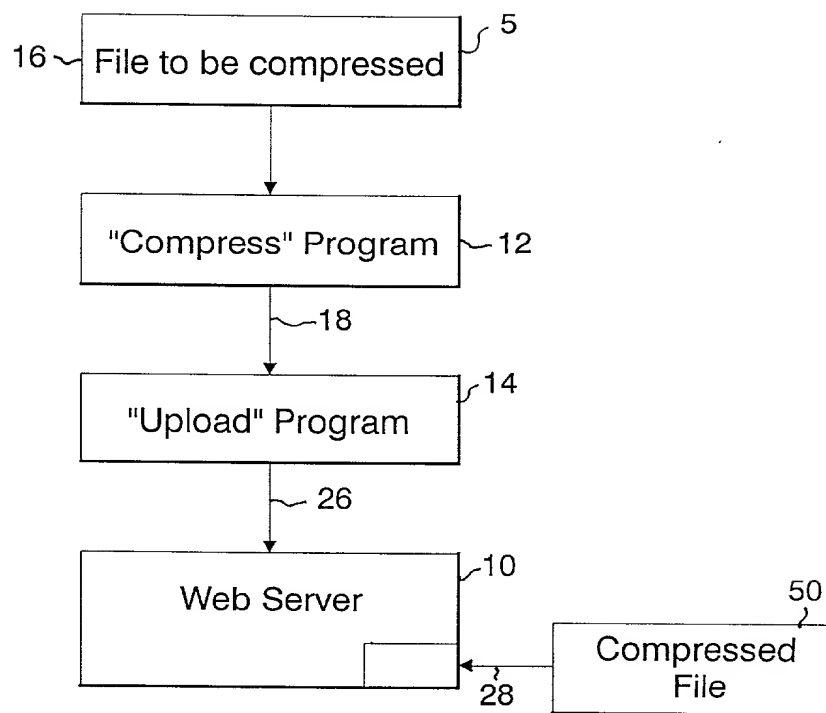 5
16
File to be compressed
"Compress" Program
12
18
14
"Upload" Program
26
10
Web Server
50
Compressed
File
28